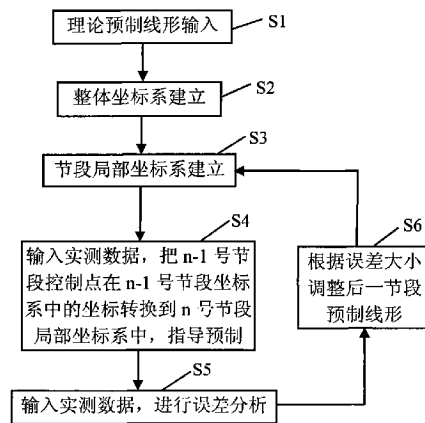 理论预制线形输入
S1
整体坐标系建立
S2
节段局部坐标系建立
S3
输入实测数据，把 n-1 号节
段控制点在 n-1 号节段坐标
系中的坐标转换到 n 号节段
局部坐标系中，指导预制
S4
根据误差大小
调整后一节段
预制线形
S6
输入实测数据，进行误差分析
S5